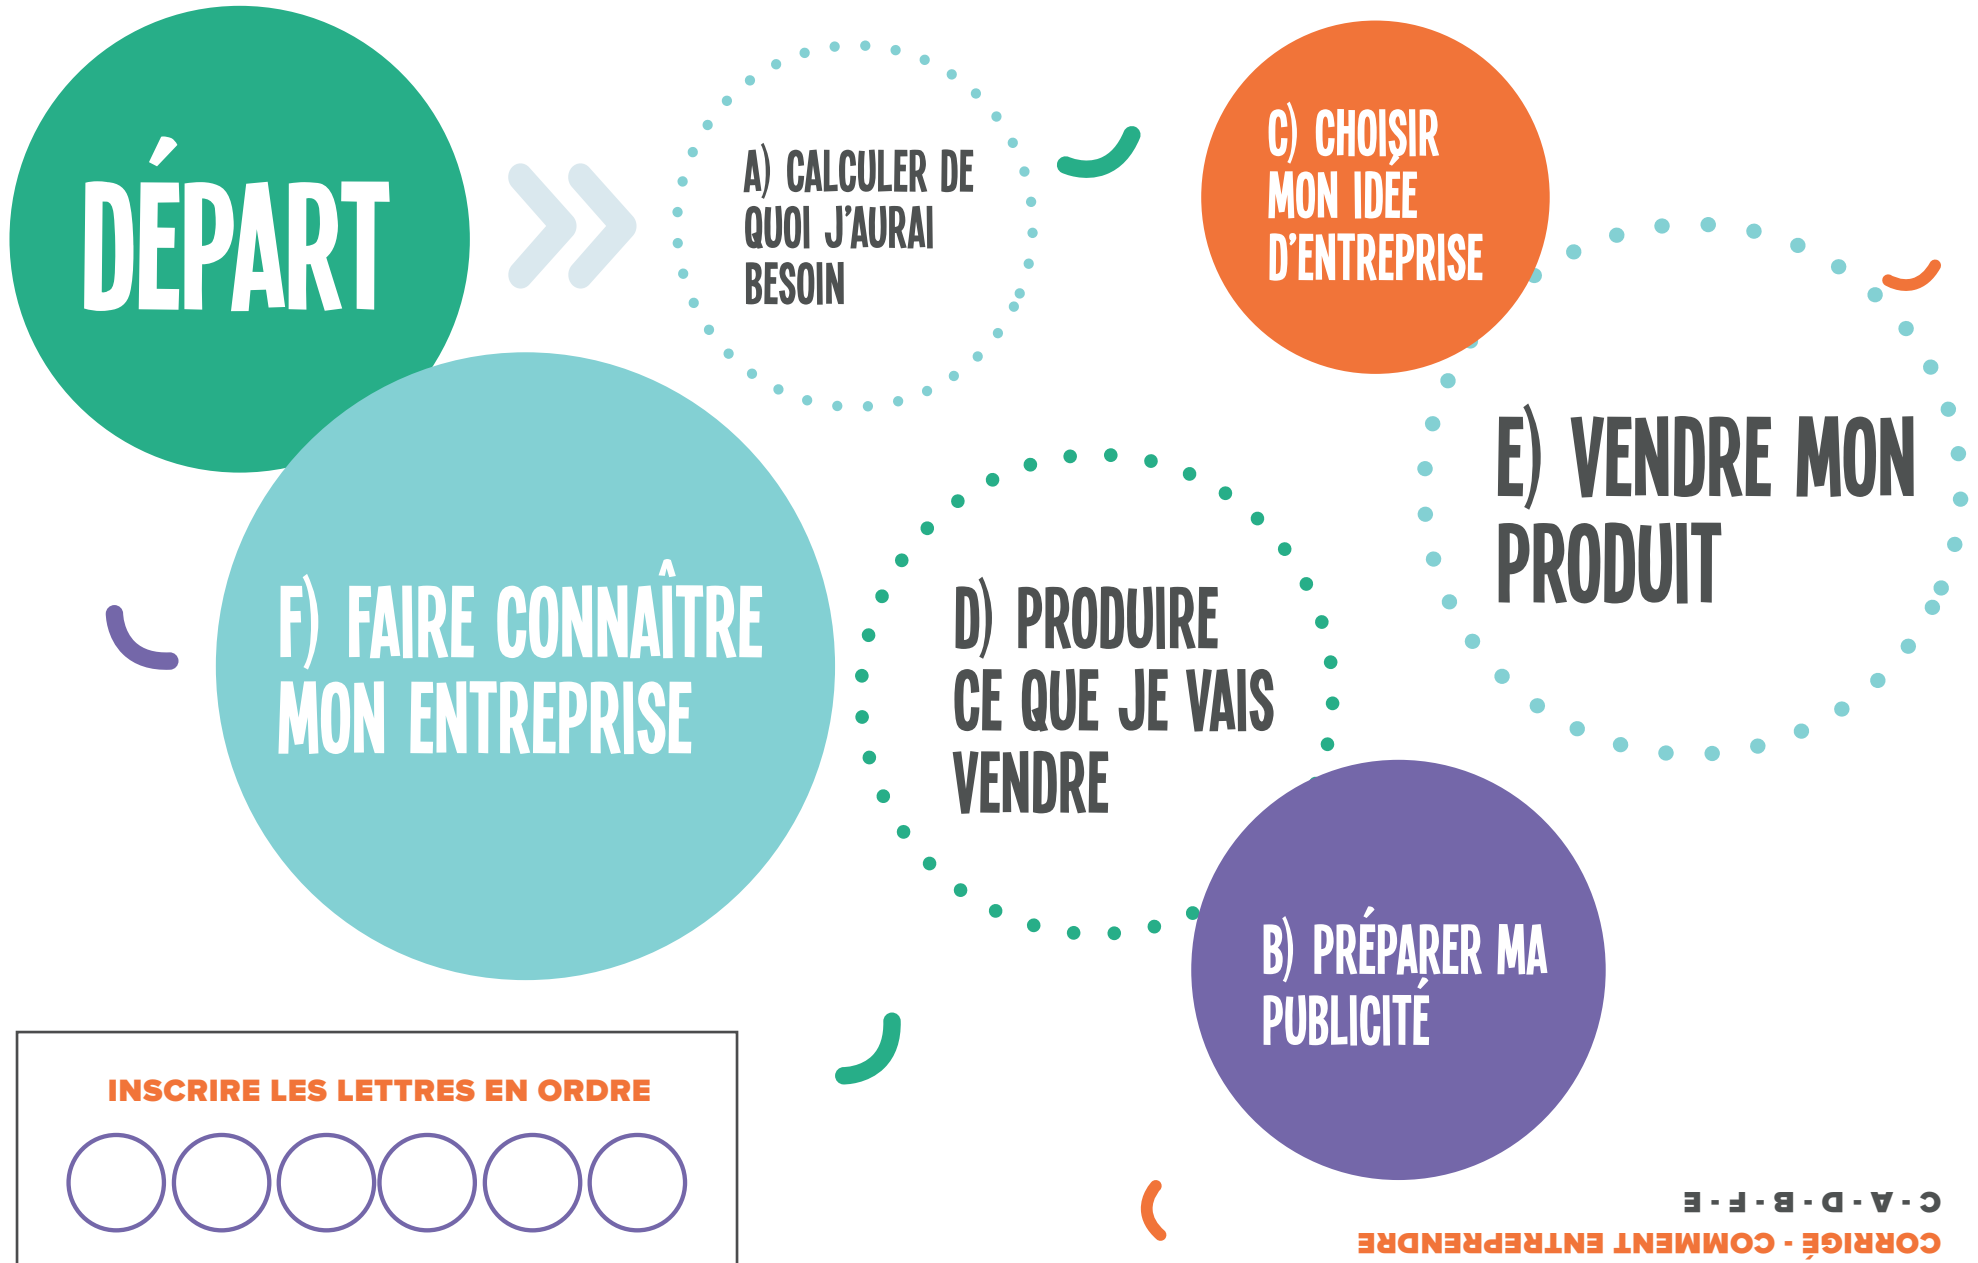 DÉPART
A) CALCULER DE
QUOI J'AURAI
BESOIN
C) CHOISIR
MON IDÉE
D'ENTREPRISE
E) VENDRE MON
PRODUIT
F) FAIRE CONNAÎTRE
MON ENTREPRISE
D) PRODUIRE
CE QUE JE VAIS
VENDRE
B) PRÉPARER MA
PUBLICITÉ
INSCRIRE LES LETTRES EN ORDRE
CORRIGÉ - COMMENT ENTREPRENDRE
C - A - D - B - F - E